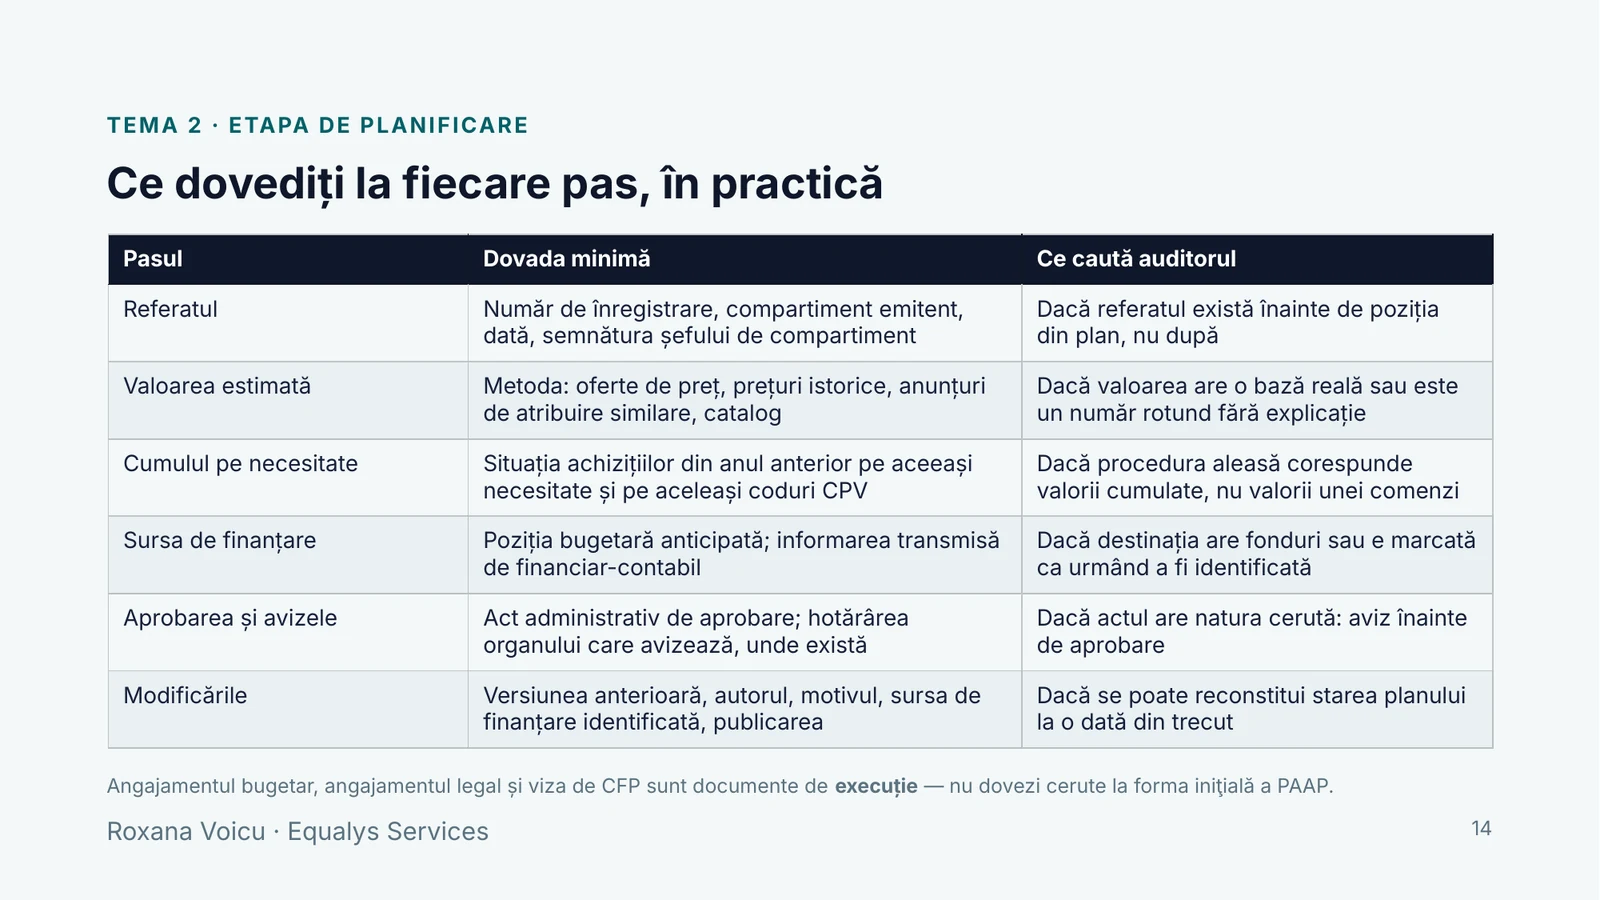 TEMA 2 · ETAPA DE PLANIFICARE
Ce dovediți la fiecare pas, în practică
Pasul
Dovada minimă
Ce caută auditorul
Referatul
Număr de înregistrare, compartiment emitent,
dată, semnătura șefului de compartiment
Dacă referatul există înainte de poziția
din plan, nu după
Valoarea estimată
Metoda: oferte de preț, prețuri istorice, anunțuri
de atribuire similare, catalog
Dacă valoarea are o bază reală sau este
un număr rotund fără explicație
Cumulul pe necesitate
Situația achizițiilor din anul anterior pe aceeași
necesitate și pe aceleași coduri CPV
Dacă procedura aleasă corespunde
valorii cumulate, nu valorii unei comenzi
Sursa de finanțare
Poziția bugetară anticipată; informarea transmisă
de financiar-contabil
Dacă destinația are fonduri sau e marcată
ca urmând a fi identificată
Aprobarea și avizele
Act administrativ de aprobare; hotărârea
organului care avizează, unde există
Dacă actul are natura cerută: aviz înainte
de aprobare
Modificările
Versiunea anterioară, autorul, motivul, sursa de
finanțare identificată, publicarea
Dacă se poate reconstitui starea planului
la o dată din trecut
Angajamentul bugetar, angajamentul legal și viza de CFP sunt documente de execuție — nu dovezi cerute la forma iniţială a PAAP.
Roxana Voicu · Equalys Services
14